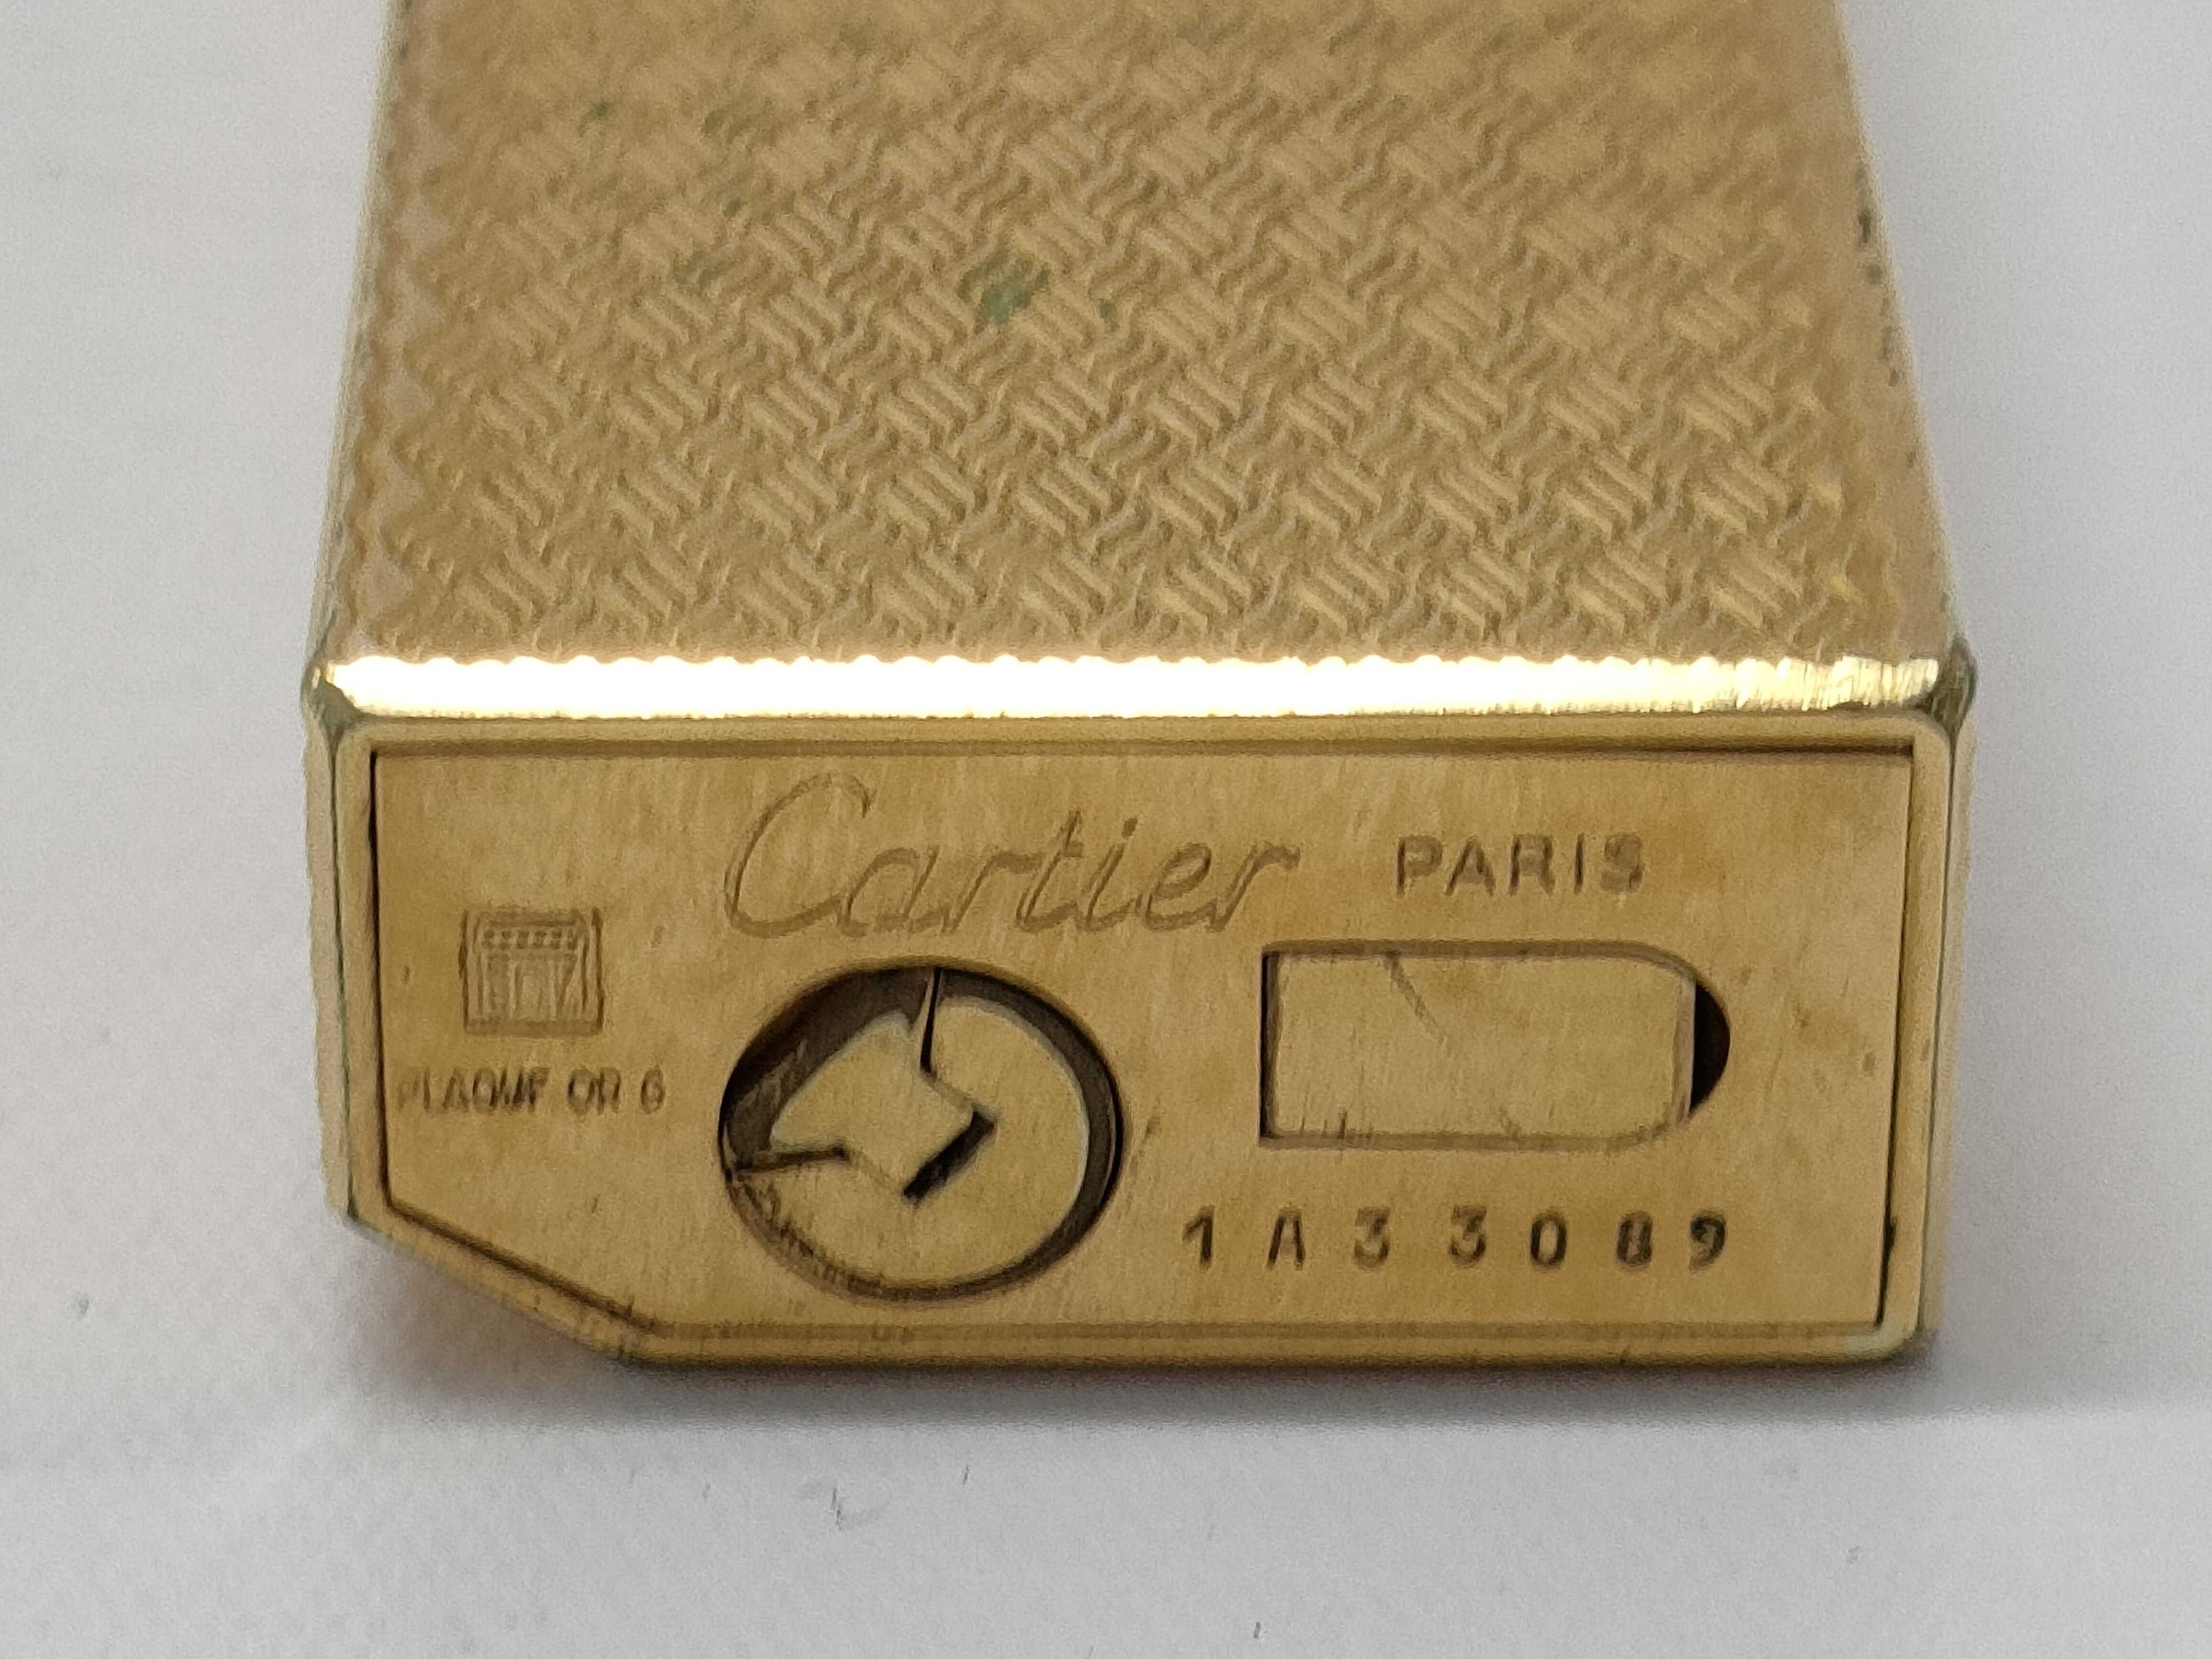 Cartier PARIS
PLAQUE OR G
1A33089